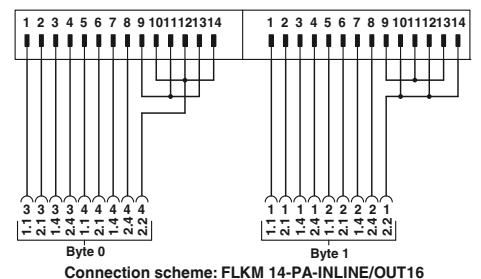 1 2 3 4 5 6 7 8 9 10 11 12 13 14 1 2 3 4 5 6 7 8 9 10 11 12 13 14
3 3 3 3 4 4 4 4 4 1 1 1 1 2 2 2 2 1
1.1 2.1 1.4 2.4 1.1 2.1 1.4 2.4 2.2 1.1 2.1 1.4 2.4 1.1 2.1 1.4 2.4 2.2
Byte 0 Byte 1
Connection scheme: FLKM 14-PA-INLINE/OUT16